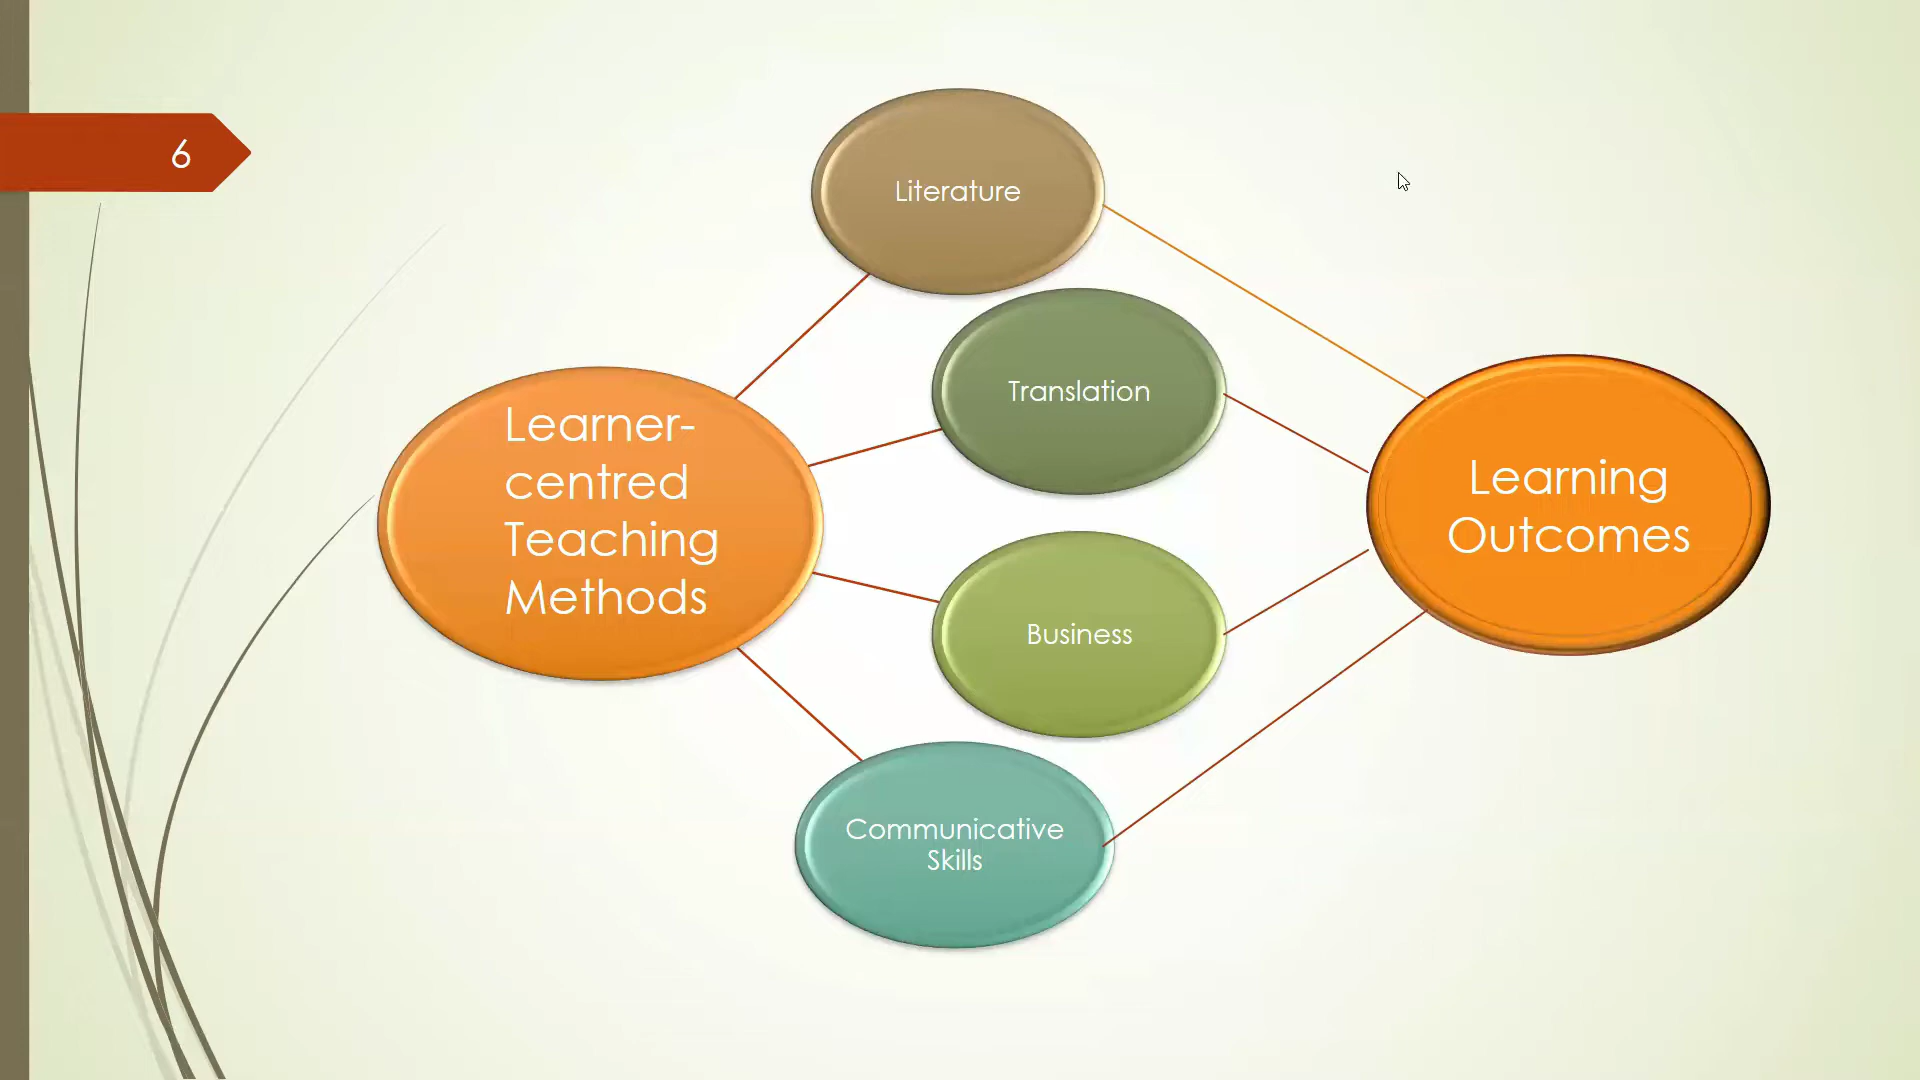 6
Literature
Translation
Learner-
centred
Teaching
Methods
Learning
Outcomes
Business
Communicative
Skills